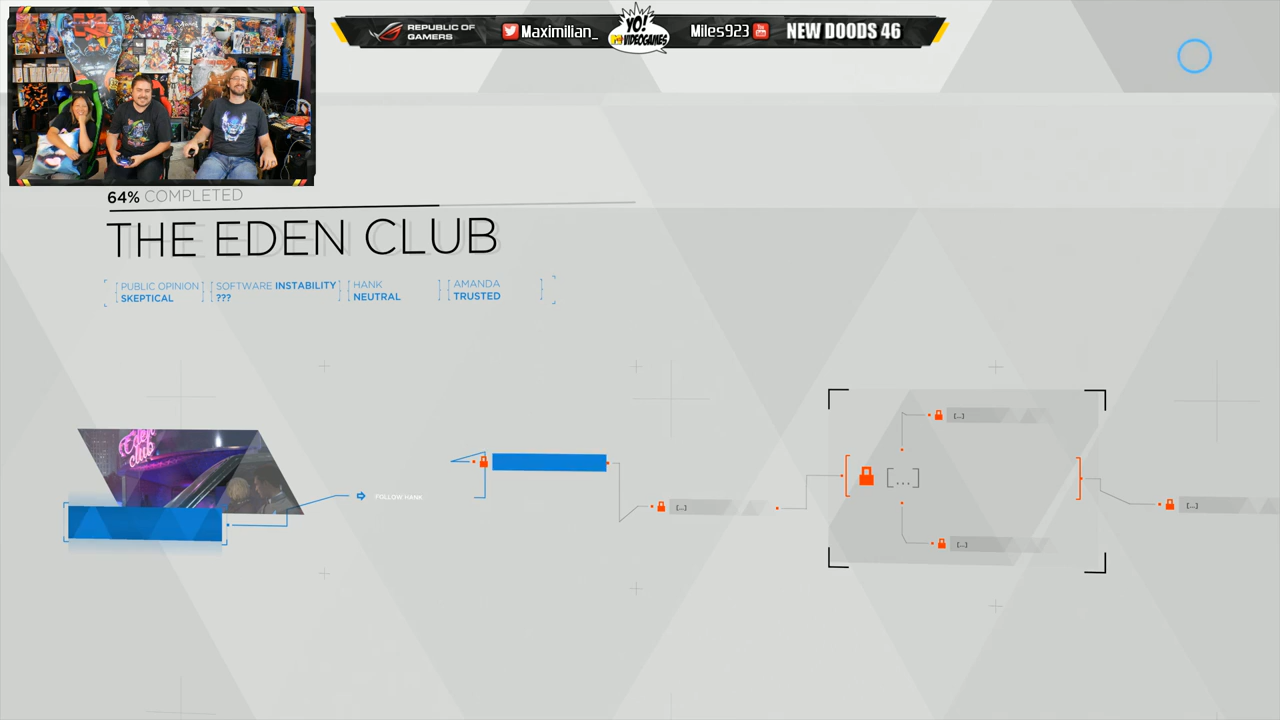 REPUBLIC OF
GAMERS
Maximilian_
YO!
VIDEOGAMES
Miles923
NEW DOODS 46
64% COMPLETED
THE EDEN CLUB
PUBLIC OPINION
SKEPTICAL
SOFTWARE INSTABILITY
???
HANK
NEUTRAL
AMANDA
TRUSTED
Eden
club
FOLLOW HANK
[...]
[...]
[...]
[...]
[...]